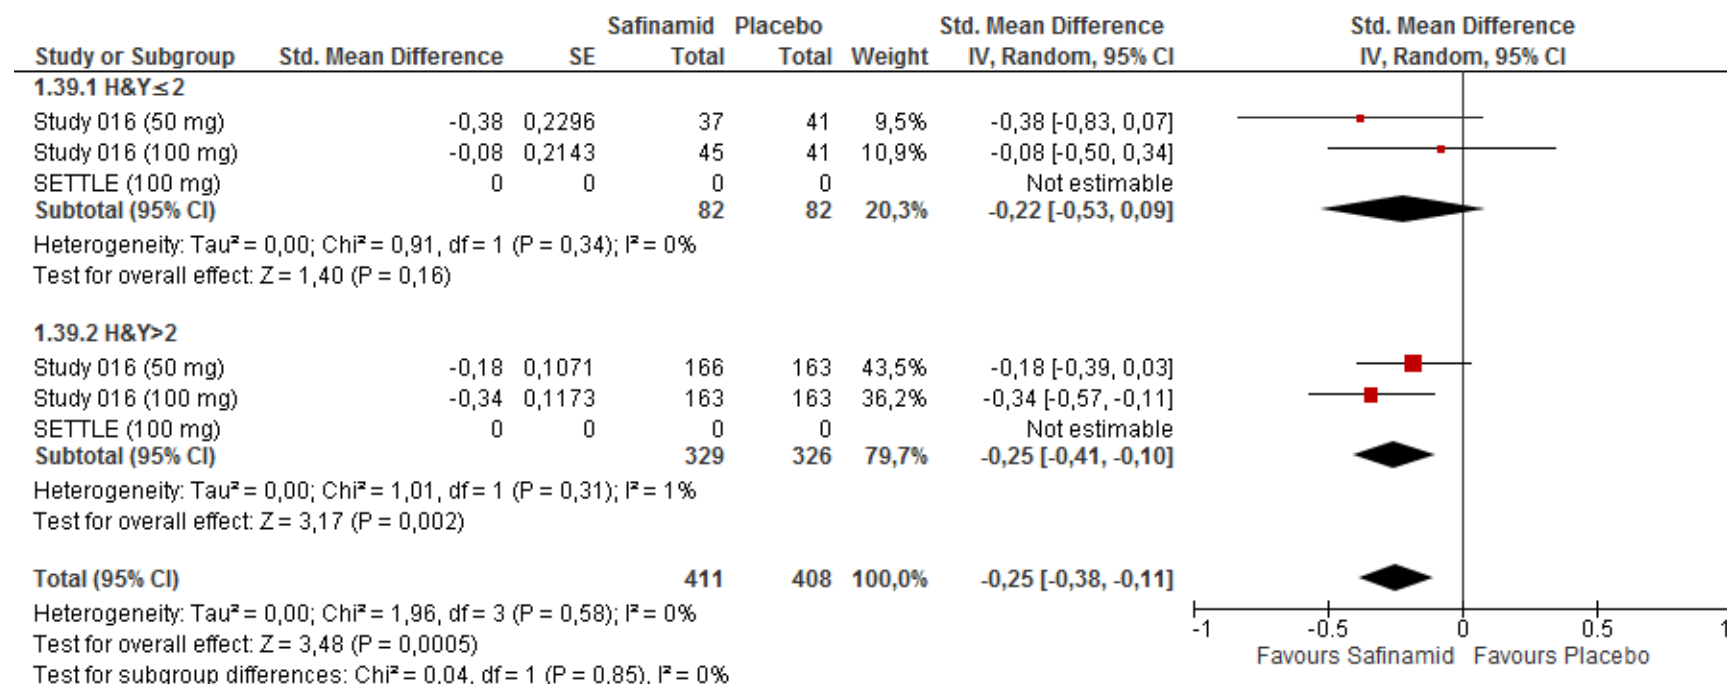 Safinamid Placebo Std. Mean Difference Std. Mean Difference
Study or Subgroup Std. Mean Difference SE Total Total Weight IV, Random, 95% CI IV, Random, 95% CI
1.39.1 H&Y≤2
Study 016 (50 mg) -0,38 0,2296 37 41 9,5% -0,38 [-0,83, 0,07]
Study 016 (100 mg) -0,08 0,2143 45 41 10,9% -0,08 [-0,50, 0,34]
SETTLE (100 mg) 0 0 0 0 Not estimable
Subtotal (95% CI) 82 82 20,3% -0,22 [-0,53, 0,09]
Heterogeneity: Tau² = 0,00; Chi² = 0,91, df = 1 (P = 0,34); I² = 0%
Test for overall effect: Z = 1,40 (P = 0,16)
1.39.2 H&Y>2
Study 016 (50 mg) -0,18 0,1071 166 163 43,5% -0,18 [-0,39, 0,03]
Study 016 (100 mg) -0,34 0,1173 163 163 36,2% -0,34 [-0,57, -0,11]
SETTLE (100 mg) 0 0 0 0 Not estimable
Subtotal (95% CI) 329 326 79,7% -0,25 [-0,41, -0,10]
Heterogeneity: Tau² = 0,00; Chi² = 1,01, df = 1 (P = 0,31); I² = 1%
Test for overall effect: Z = 3,17 (P = 0,002)
Total (95% CI) 411 408 100,0% -0,25 [-0,38, -0,11]
Heterogeneity: Tau² = 0,00; Chi² = 1,96, df = 3 (P = 0,58); I² = 0%
Test for overall effect: Z = 3,48 (P = 0,0005)
Test for subgroup differences: Chi² = 0,04, df = 1 (P = 0,85), I² = 0%
-1 -0.5 0 0.5 1
Favours Safinamid Favours Placebo